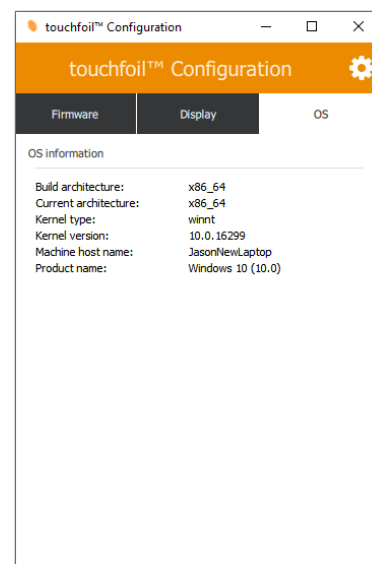 touchfoil™ Configuration
touchfoil™ Configuration
Firmware Display OS
OS information
Build architecture: x86_64
Current architecture: x86_64
Kernel type: winnt
Kernel version: 10.0.16299
Machine host name: JasonNewLaptop
Product name: Windows 10 (10.0)